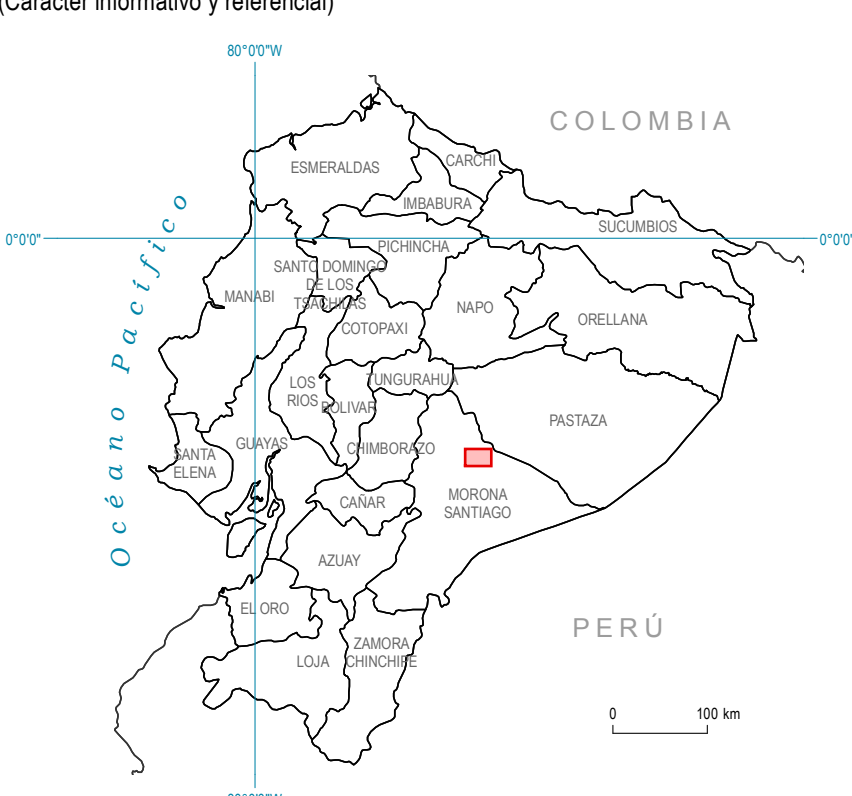 (Carácter informativo y referencial)
80°0'0"W
COLOMBIA
ESMERALDAS
CARCHI
IMBABURA
SUCUMBIOS
0°0'0"
0°0'0"
PICHINCHA
Océano Pacífico
SANTO DOMINGO
DE LOS
TSACHILAS
MANABI
NAPO
ORELLANA
COTOPAXI
TUNGURAHUA
LOS
RIOS
BOLIVAR
PASTAZA
GUAYAS
CHIMBORAZO
SANTA
ELENA
MORONA
SANTIAGO
CAÑAR
AZUAY
EL ORO
PERÚ
ZAMORA
CHINCHIPE
LOJA
0
100 km